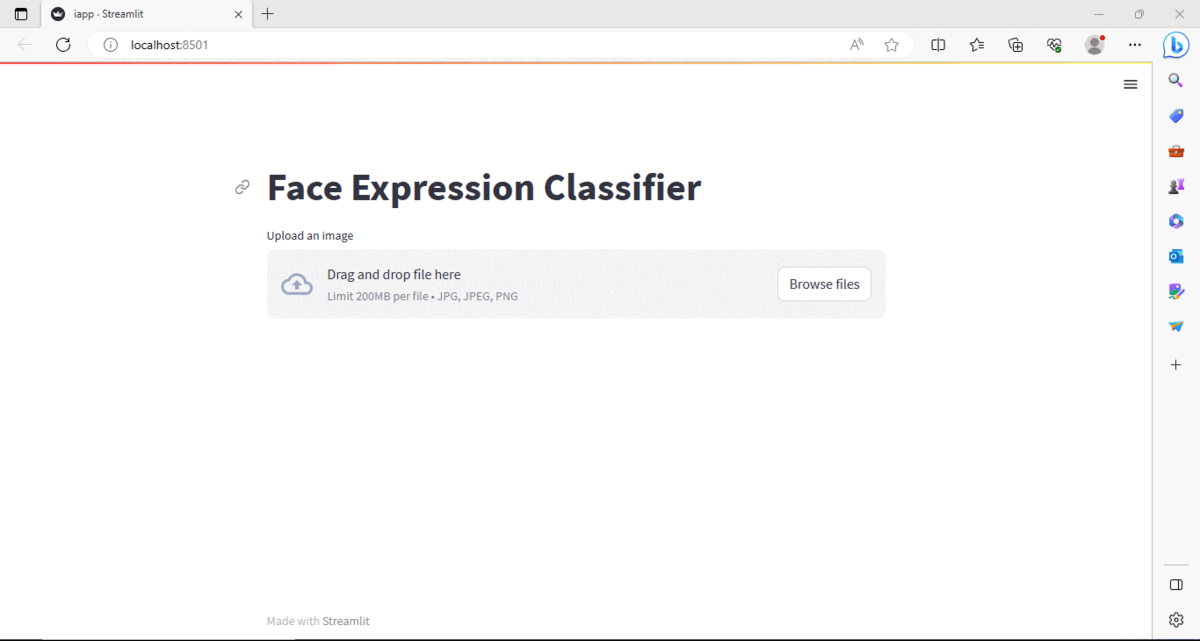 iapp · Streamlit
localhost:8501
Face Expression Classifier
Upload an image
Drag and drop file here
Limit 200MB per file • JPG, JPEG, PNG
Browse files
Made with Streamlit